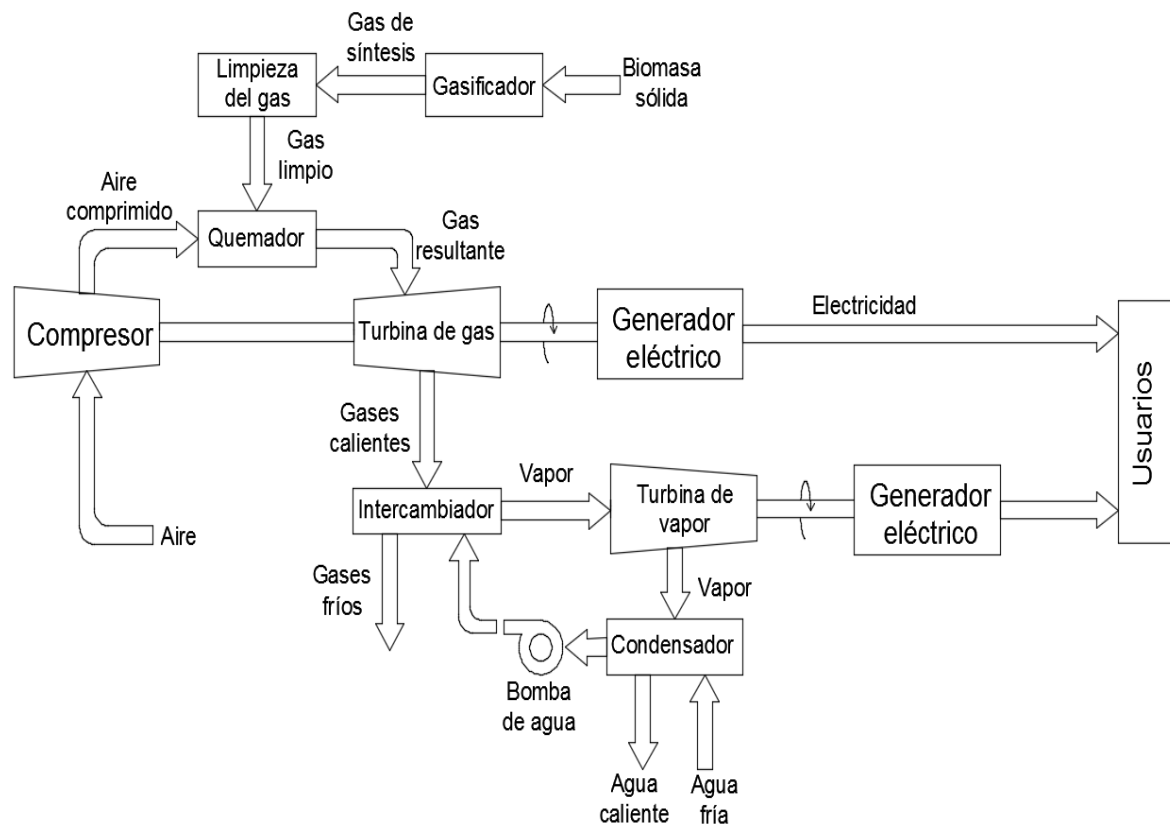 Gas de
síntesis
Limpieza
del gas
Gasificador
Biomasa
sólida
Gas
limpio
Aire
comprimido
Quemador
Gas
resultante
Compresor
Turbina de gas
Generador
eléctrico
Electricidad
Usuarios
Gases
calientes
Intercambiador
Vapor
Turbina de
vapor
Generador
eléctrico
Aire
Gases
fríos
Vapor
Condensador
Bomba
de agua
Agua
caliente
Agua
fría